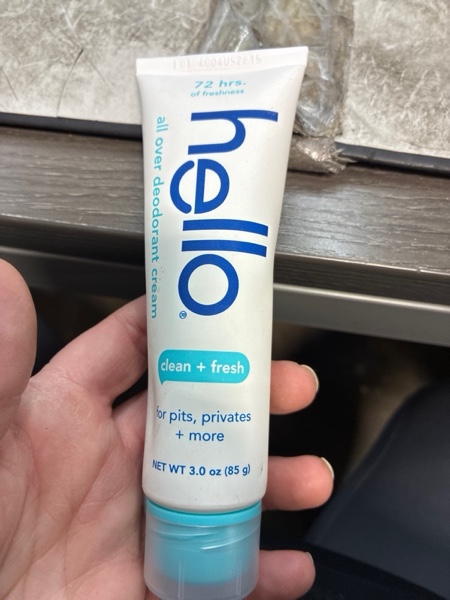 72 hrs.
of freshness
hello®
all over deodorant cream
clean + fresh
for pits, privates
+ more
NET WT 3.0 oz (85 g)